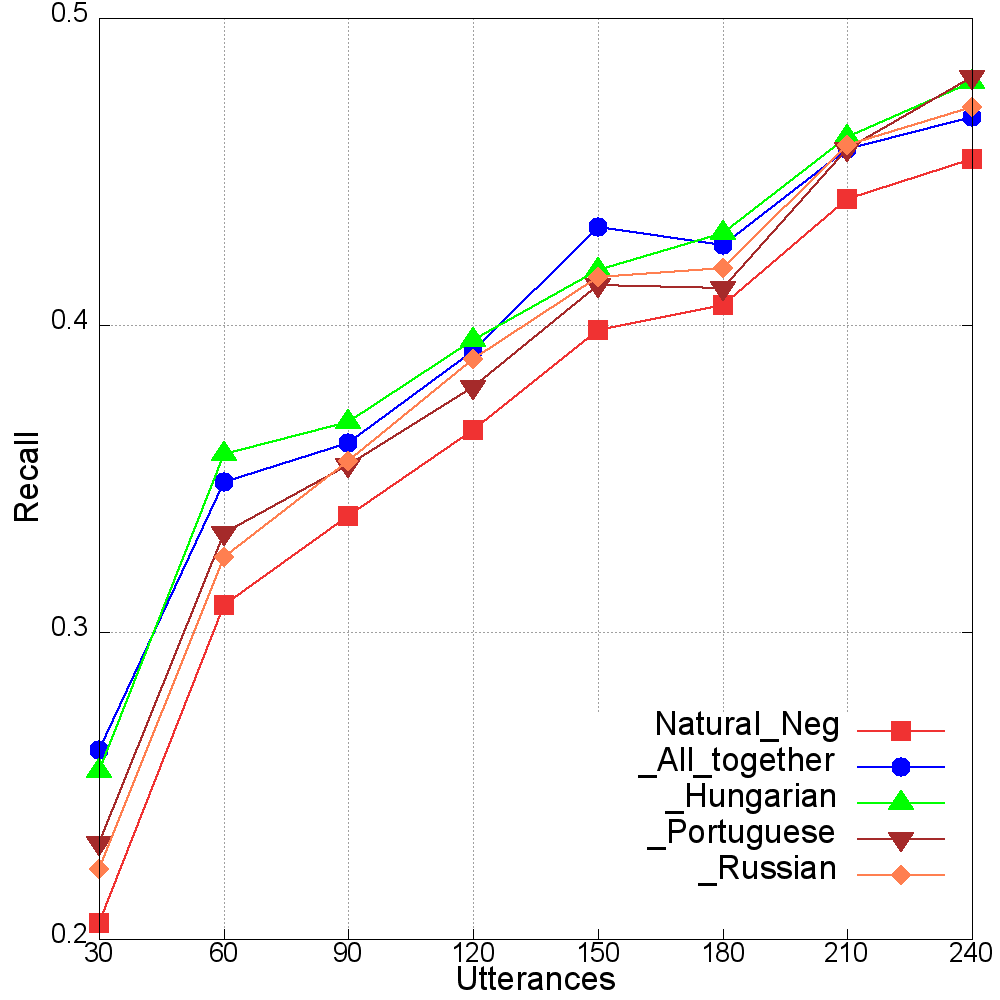 0.5
0.4
0.3
0.2
Recall
Natural_Neg
_All_together
_Hungarian
_Portuguese
_Russian
30 60 90 120 150 180 210 240
Utterances